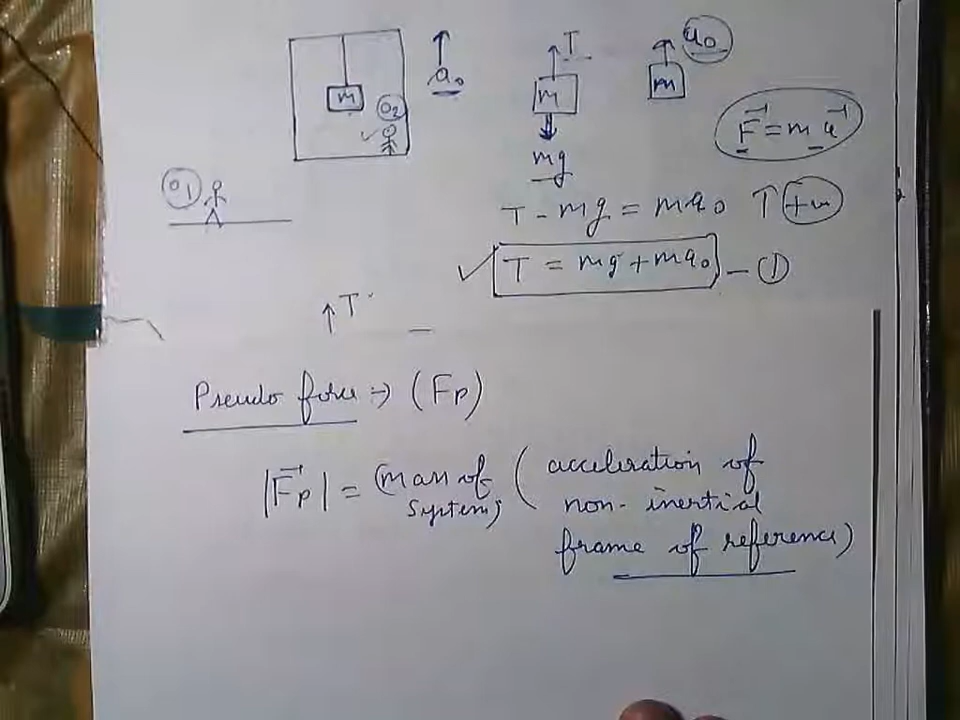 m
O2
a₀
T
m
mg
a₀
m
F⃗ = m a⃗
O1
T - mg = ma₀ ↑ +
T = mg + ma₀ - ①
↑ T
Pseudo force :-> (Fp)
|F⃗p| = (mass of system) (acceleration of
non-inertial
frame of reference)